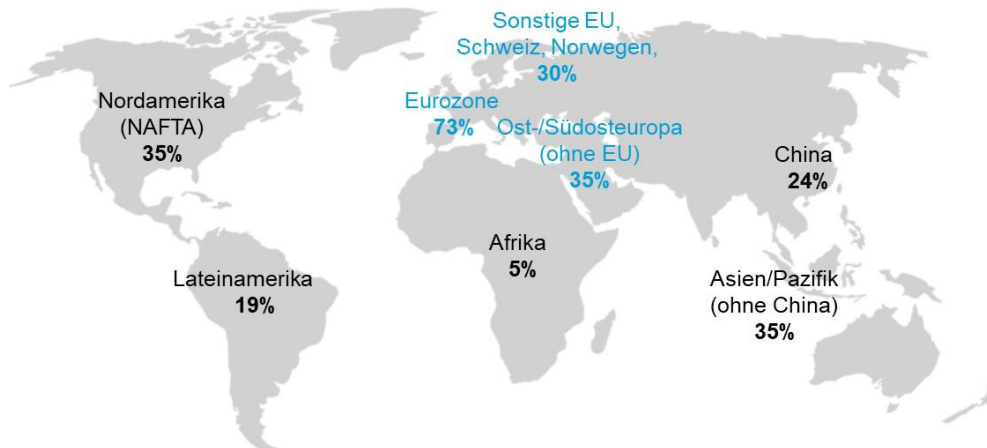 Sonstige EU,
Schweiz, Norwegen,
30%
Nordamerika
(NAFTA)
35%
Eurozone
73%
Ost-/Südosteuropa
(ohne EU)
35%
China
24%
Afrika
5%
Lateinamerika
19%
Asien/Pazifik
(ohne China)
35%